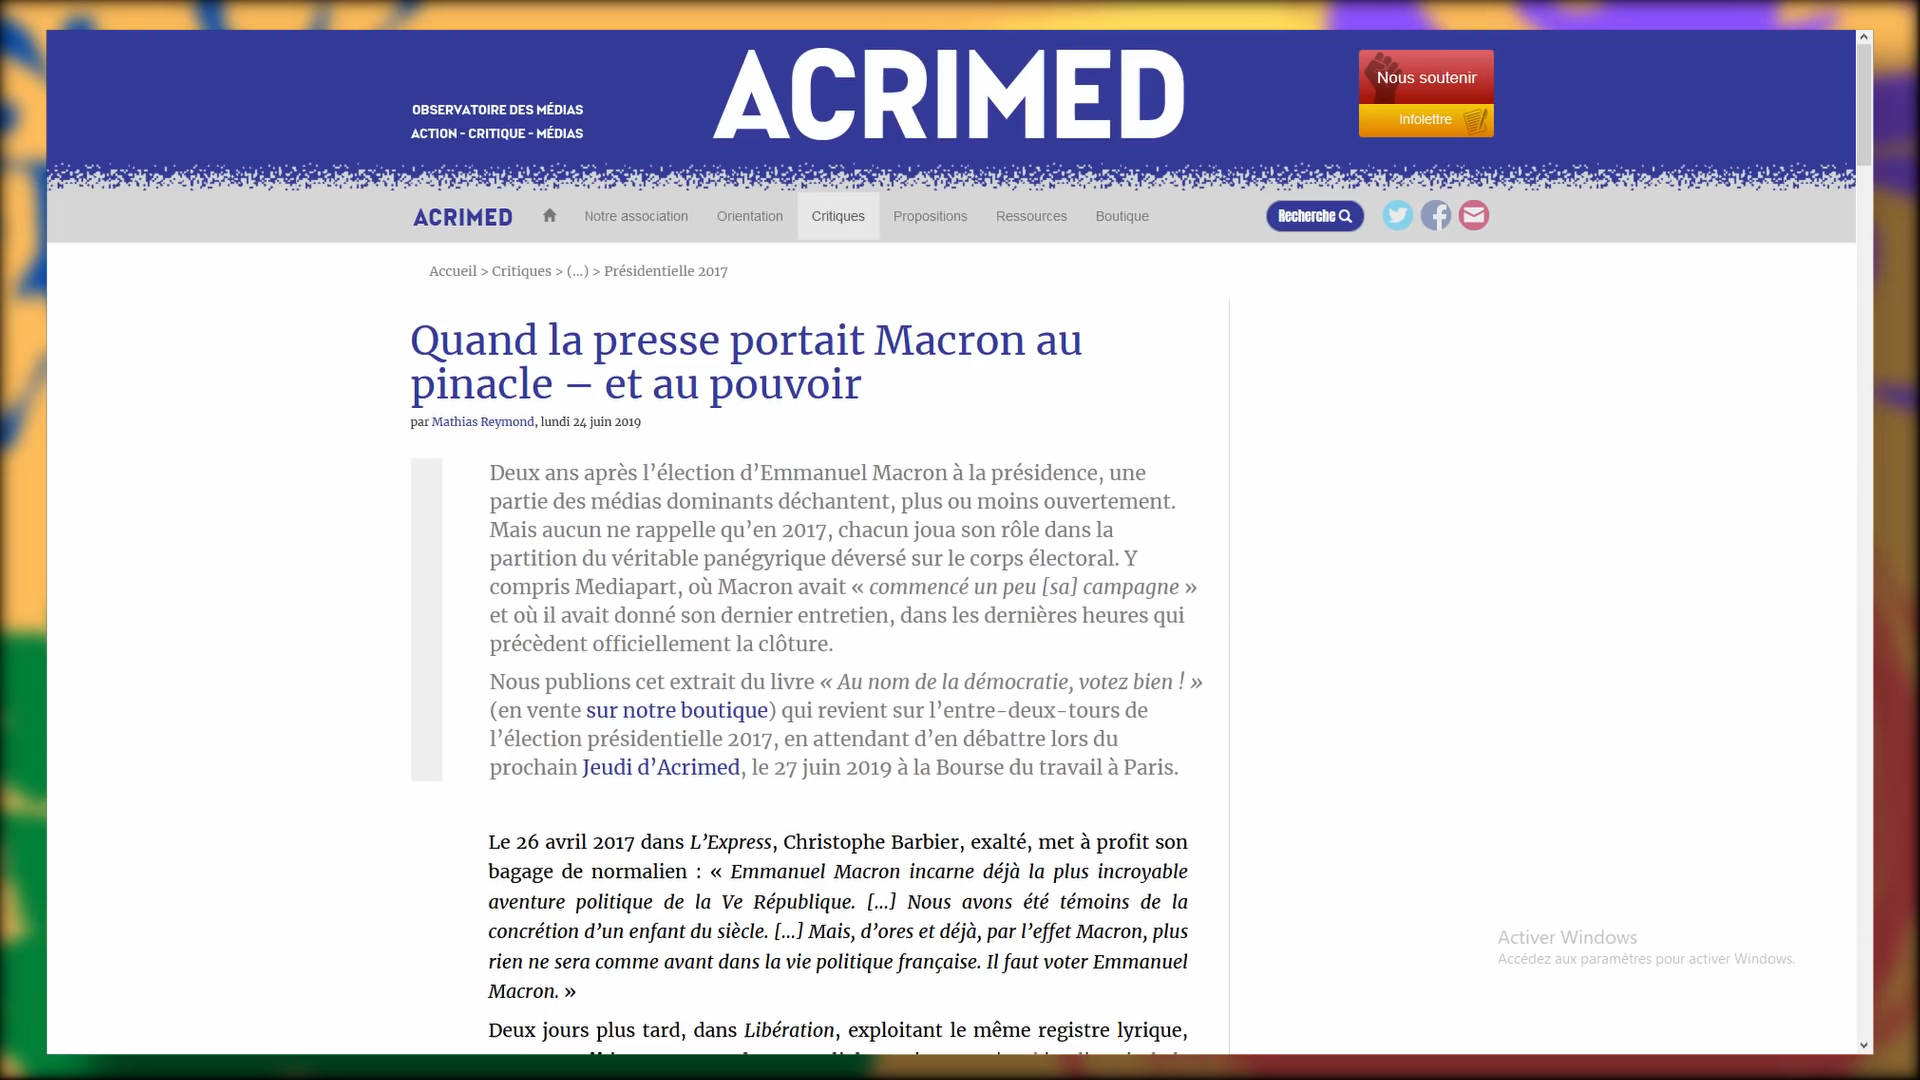 OBSERVATOIRE DES MÉDIAS
ACTION - CRITIQUE - MÉDIAS
ACRIMED
Nous soutenir
Infolettre
ACRIMED
Notre association
Orientation
Critiques
Propositions
Ressources
Boutique
Recherche
Accueil > Critiques > (...) > Présidentielle 2017
Quand la presse portait Macron au
pinacle – et au pouvoir
par Mathias Reymond, lundi 24 juin 2019
Deux ans après l’élection d’Emmanuel Macron à la présidence, une
partie des médias dominants déchantent, plus ou moins ouvertement.
Mais aucun ne rappelle qu’en 2017, chacun joua son rôle dans la
partition du véritable panégyrique déversé sur le corps électoral. Y
compris Mediapart, où Macron avait « commencé un peu [sa] campagne »
et où il avait donné son dernier entretien, dans les dernières heures qui
précèdent officiellement la clôture.
Nous publions cet extrait du livre « Au nom de la démocratie, votez bien ! »
(en vente sur notre boutique) qui revient sur l’entre-deux-tours de
l’élection présidentielle 2017, en attendant d’en débattre lors du
prochain Jeudi d’Acrimed, le 27 juin 2019 à la Bourse du travail à Paris.
Le 26 avril 2017 dans L’Express, Christophe Barbier, exalté, met à profit son
bagage de normalien : « Emmanuel Macron incarne déjà la plus incroyable
aventure politique de la Ve République. [...] Nous avons été témoins de la
concrétion d’un enfant du siècle. [...] Mais, d’ores et déjà, par l’effet Macron, plus
rien ne sera comme avant dans la vie politique française. Il faut voter Emmanuel
Macron. »
Deux jours plus tard, dans Libération, exploitant le même registre lyrique,
Activer Windows
Accédez aux paramètres pour activer Windows.